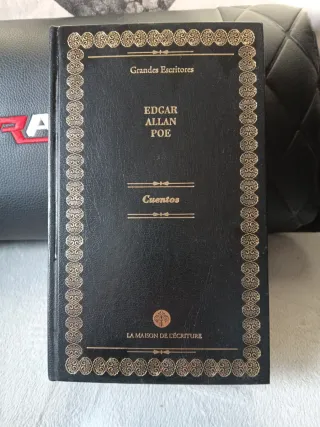 Grandes Escritores
EDGAR
ALLAN
POE
Cuentos
LA MAISON DE L'ÉCRITURE